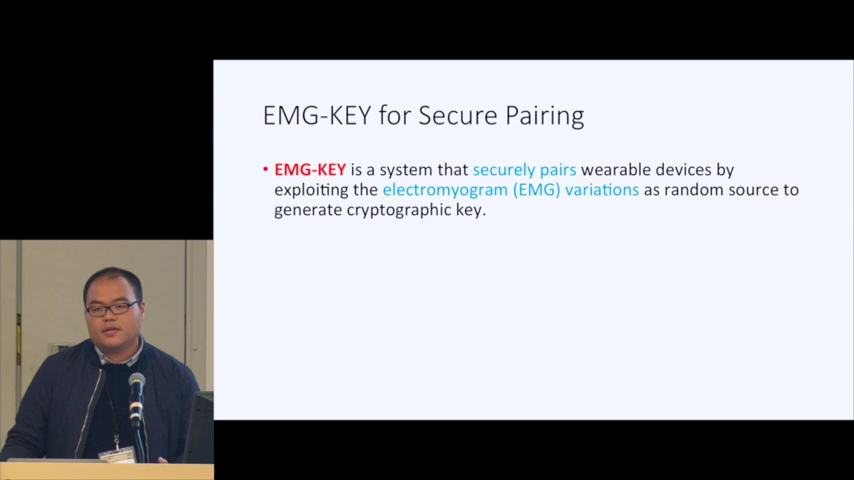 EMG-KEY for Secure Pairing
• EMG-KEY is a system that securely pairs wearable devices by
exploiting the electromyogram (EMG) variations as random source to
generate cryptographic key.